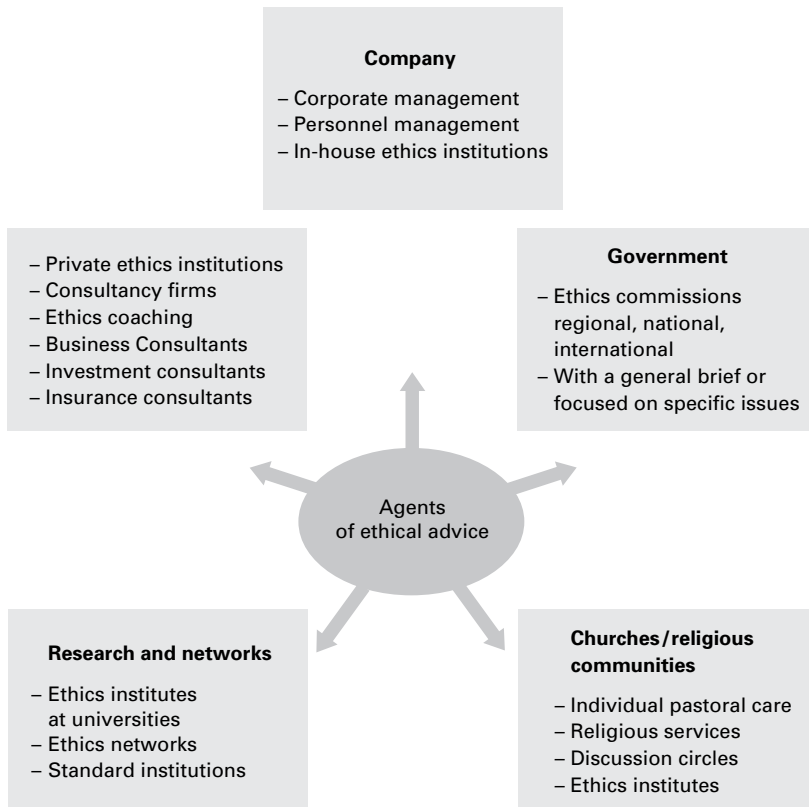 Company
– Corporate management
– Personnel management
– In-house ethics institutions
– Private ethics institutions
– Consultancy firms
– Ethics coaching
– Business Consultants
– Investment consultants
– Insurance consultants
Government
– Ethics commissions
regional, national,
international
– With a general brief or
focused on specific issues
Agents
of ethical advice
Research and networks
– Ethics institutes
at universities
– Ethics networks
– Standard institutions
Churches/religious
communities
– Individual pastoral care
– Religious services
– Discussion circles
– Ethics institutes